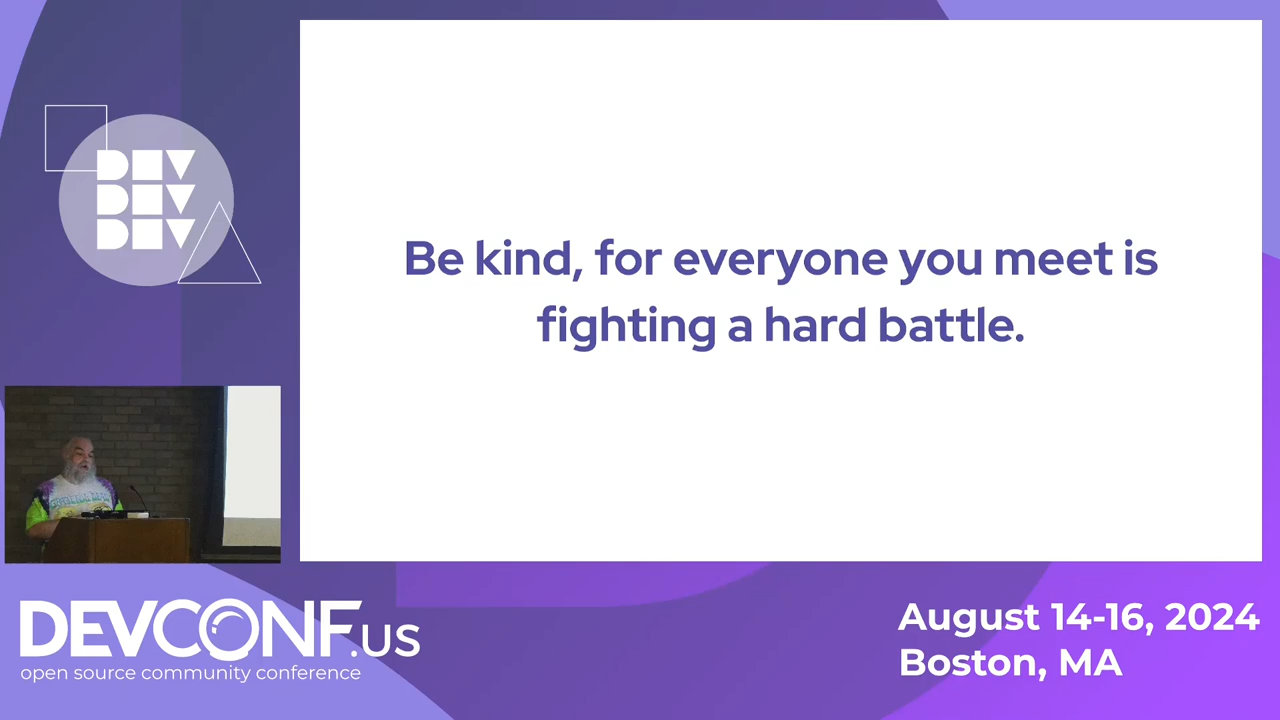 DEV
DEV
DEV
Be kind, for everyone you meet is
fighting a hard battle.
DEVCONF.US
open source community conference
August 14-16, 2024
Boston, MA